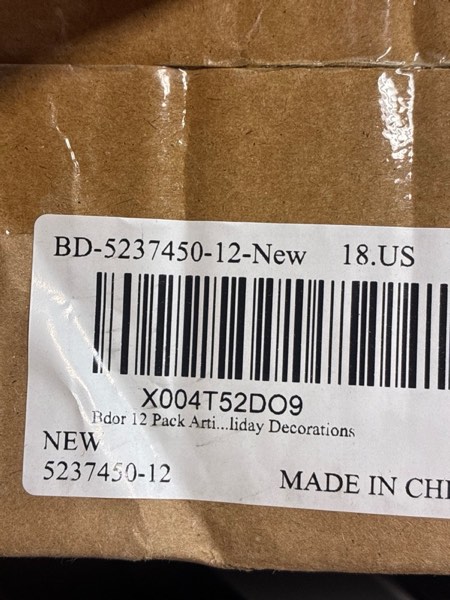 BD-5237450-12-New 18.US
X004T52DO9
Bdor 12 Pack Arti...liday Decorations
NEW
5237450-12
MADE IN CHI